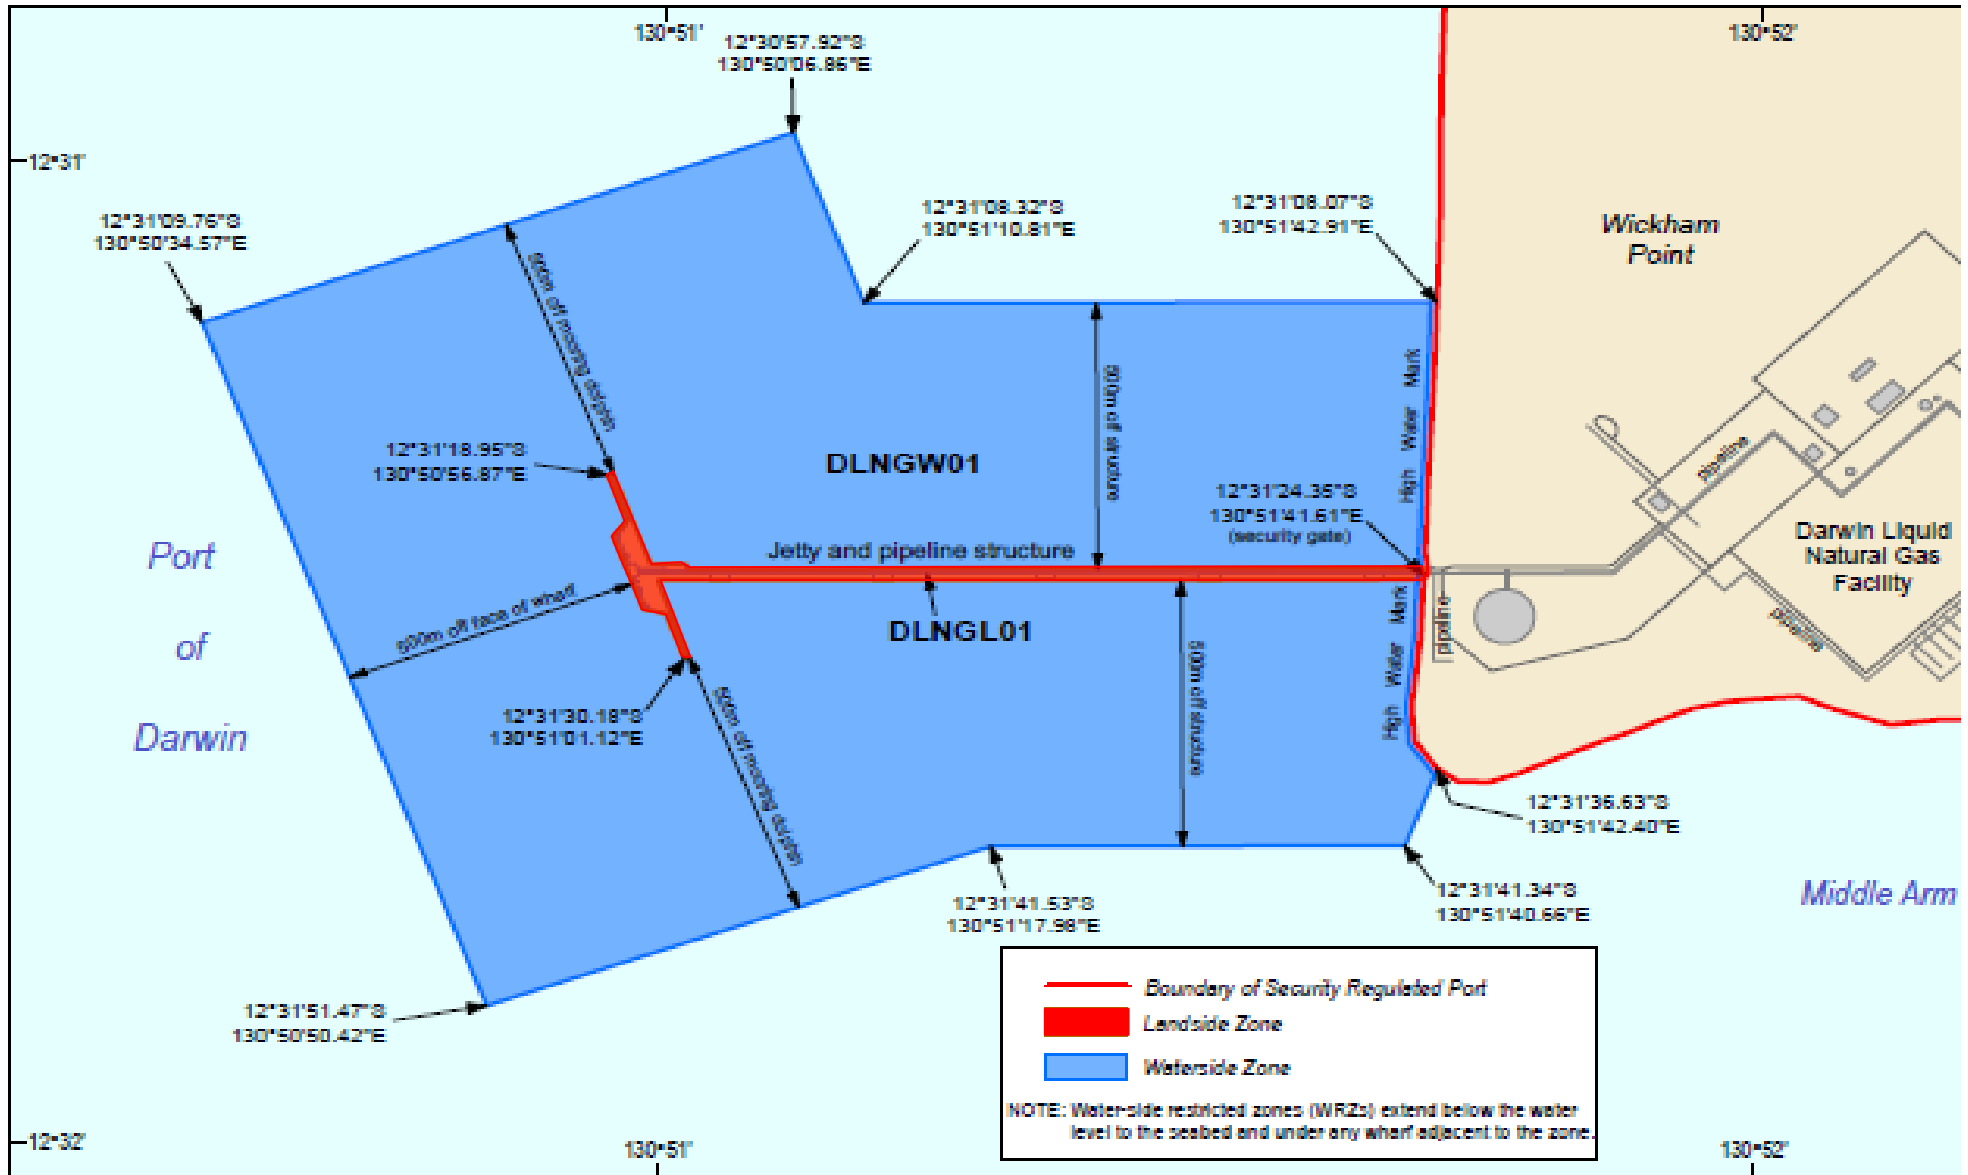 130°51'
12°30'57.92"S
130°50'06.86"E
130°52'
12°31'
12°31'09.76"S
130°50'34.57"E
12°31'08.32"S
130°51'10.81"E
12°31'08.07"S
130°51'42.91"E
Wickham
Point
500m off mooring dolphin
500m off structure
High Water Mark
12°31'18.95"S
130°50'56.87"E
DLNGW01
12°31'24.35"S
130°51'41.61"E
(security gate)
pipeline
Darwin Liquid
Natural Gas
Facility
Port
of
Darwin
Jetty and pipeline structure
500m off face of wharf
DLNGL01
pipeline
pipeline
High Water Mark
500m off structure
500m off mooring dolphin
12°31'30.18"S
130°51'01.12"E
12°31'36.63"S
130°51'42.40"E
12°31'41.53"S
130°51'17.98"E
12°31'41.34"S
130°51'40.66"E
Middle Arm
12°31'51.47"S
130°50'50.42"E
Boundary of Security Regulated Port
Landside Zone
Waterside Zone
NOTE: Water-side restricted zones (WRZs) extend below the water
level to the seabed and under any wharf adjacent to the zone.
12°32'
130°51'
130°52'